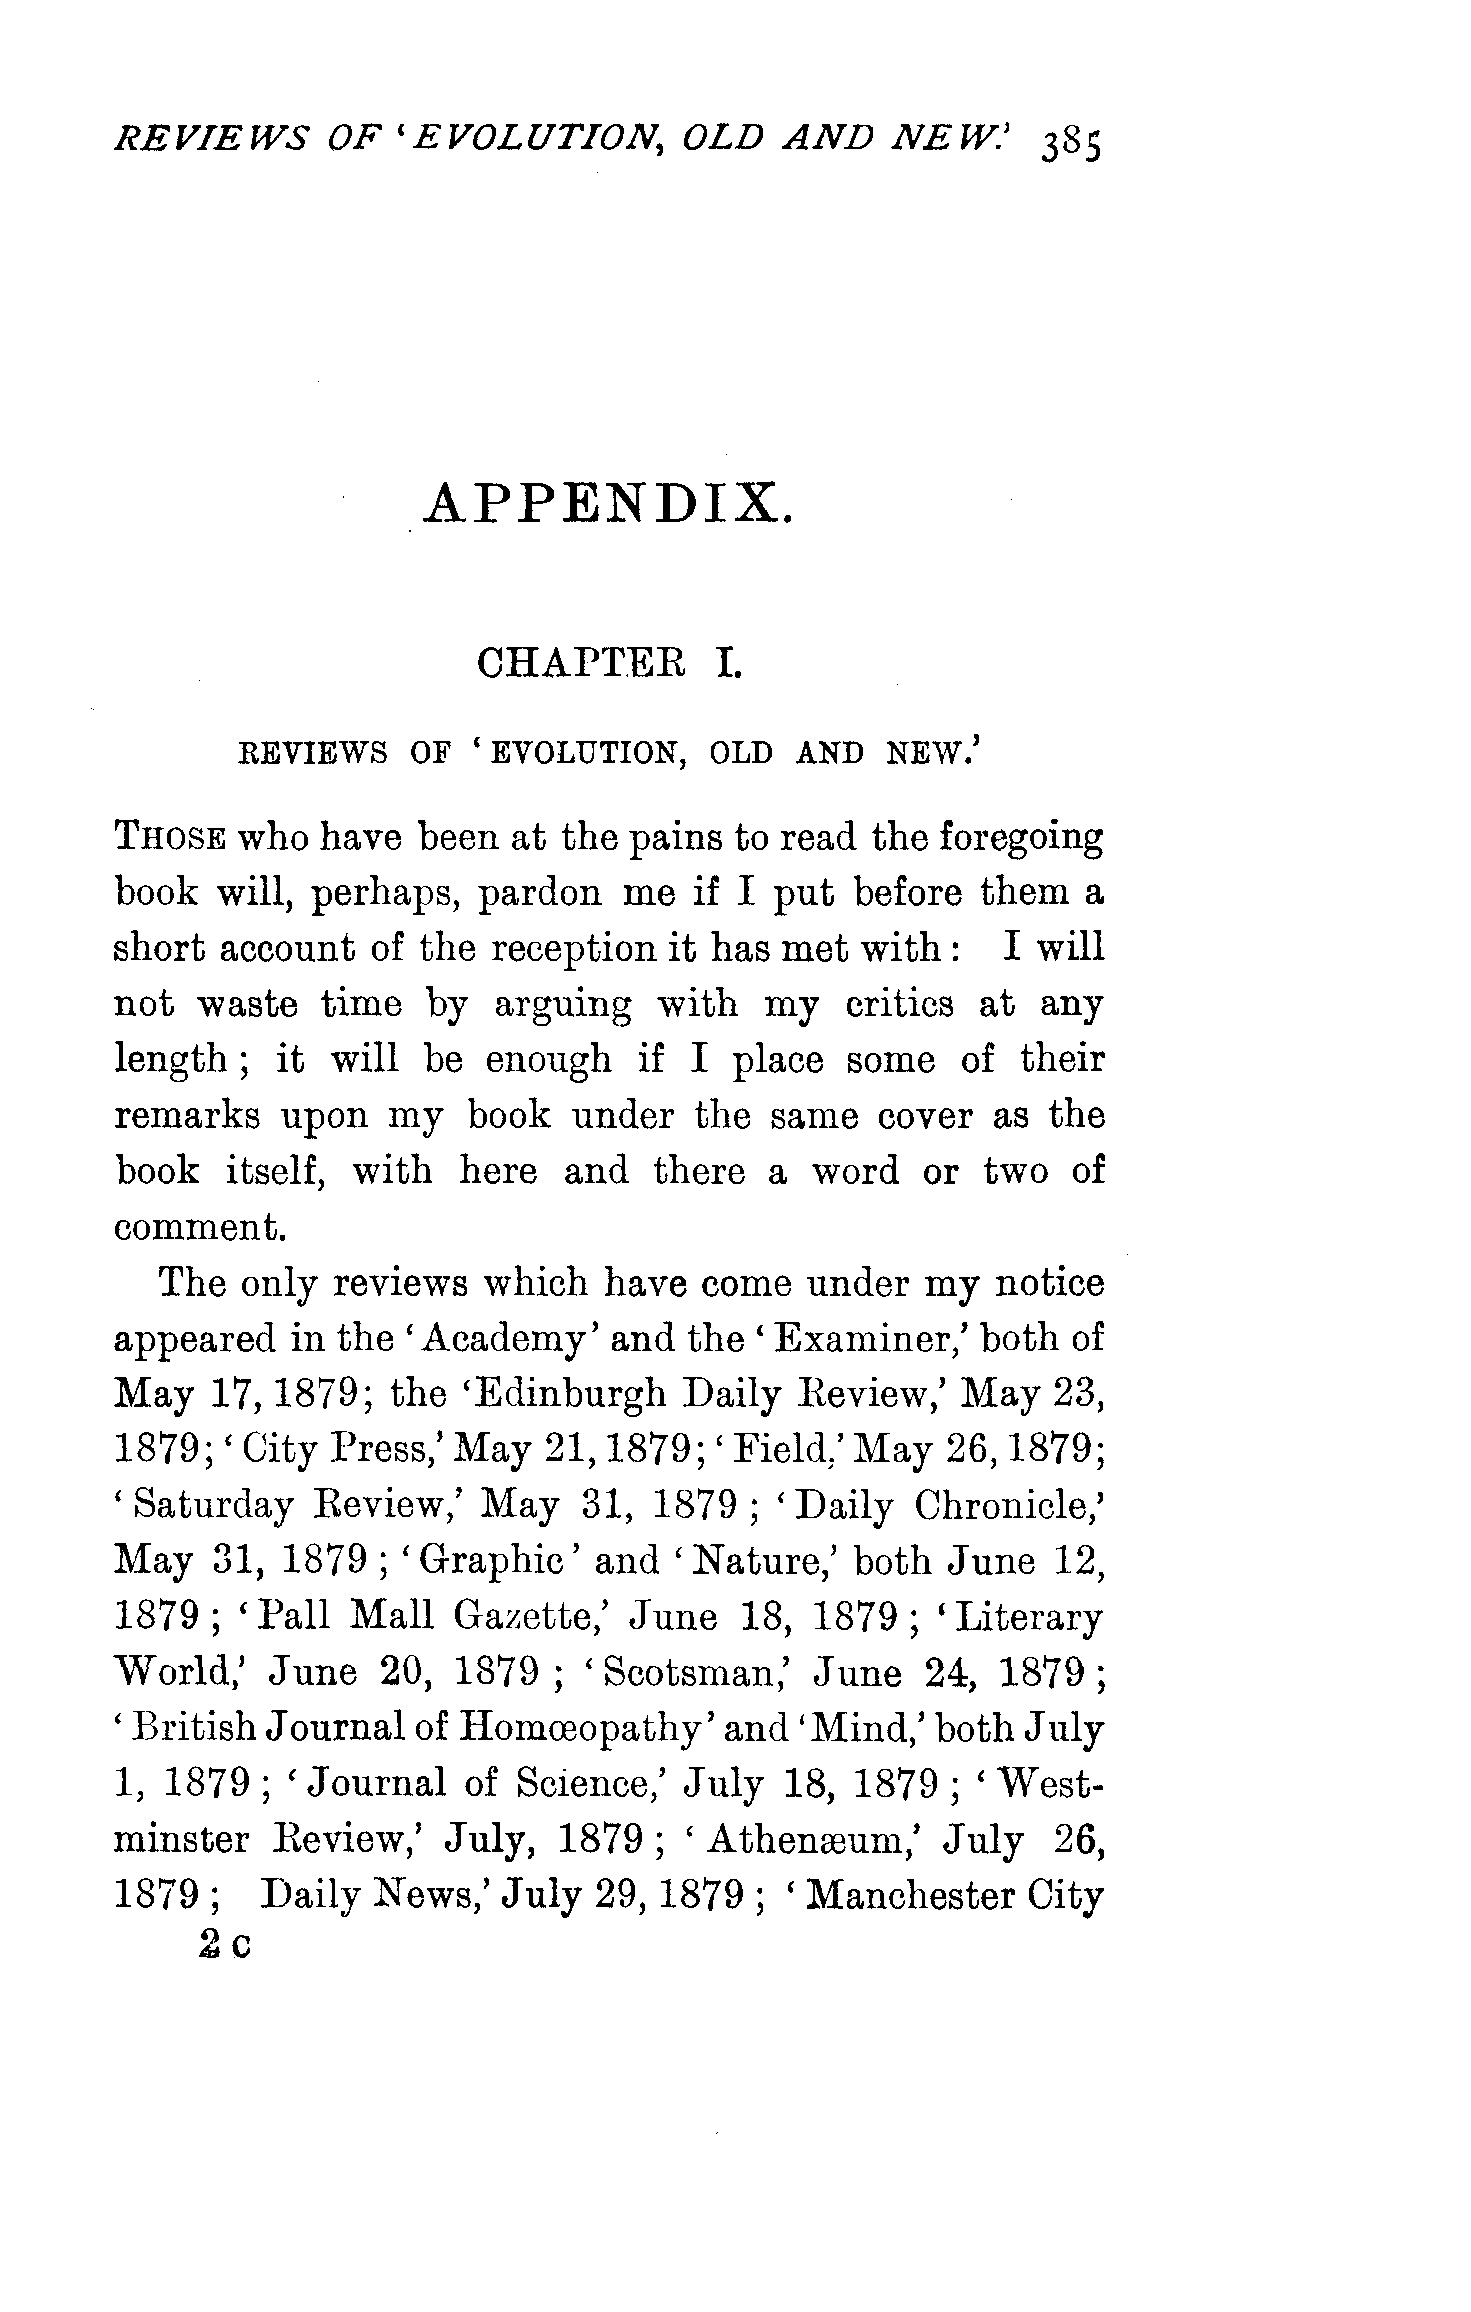 REVIEWS OF ‘EVOLUTION, OLD AND NEW.’ 385
APPENDIX.
CHAPTER I.
REVIEWS OF ‘EVOLUTION, OLD AND NEW.’
THOSE who have been at the pains to read the foregoing
book will, perhaps, pardon me if I put before them a
short account of the reception it has met with: I will
not waste time by arguing with my critics at any
length; it will be enough if I place some of their
remarks upon my book under the same cover as the
book itself, with here and there a word or two of
comment.
The only reviews which have come under my notice
appeared in the ‘Academy’ and the ‘Examiner,’ both of
May 17, 1879; the ‘Edinburgh Daily Review,’ May 23,
1879; ‘City Press,’ May 21, 1879; ‘Field,’ May 26, 1879;
‘Saturday Review,’ May 31, 1879; ‘Daily Chronicle,’
May 31, 1879; ‘Graphic’ and ‘Nature,’ both June 12,
1879; ‘Pall Mall Gazette,’ June 18, 1879; ‘Literary
World,’ June 20, 1879; ‘Scotsman,’ June 24, 1879;
‘British Journal of Homœopathy’ and ‘Mind,’ both July
1, 1879; ‘Journal of Science,’ July 18, 1879; ‘West-
minster Review,’ July, 1879; ‘Athenæum,’ July 26,
1879; Daily News,’ July 29, 1879; ‘Manchester City
2 C